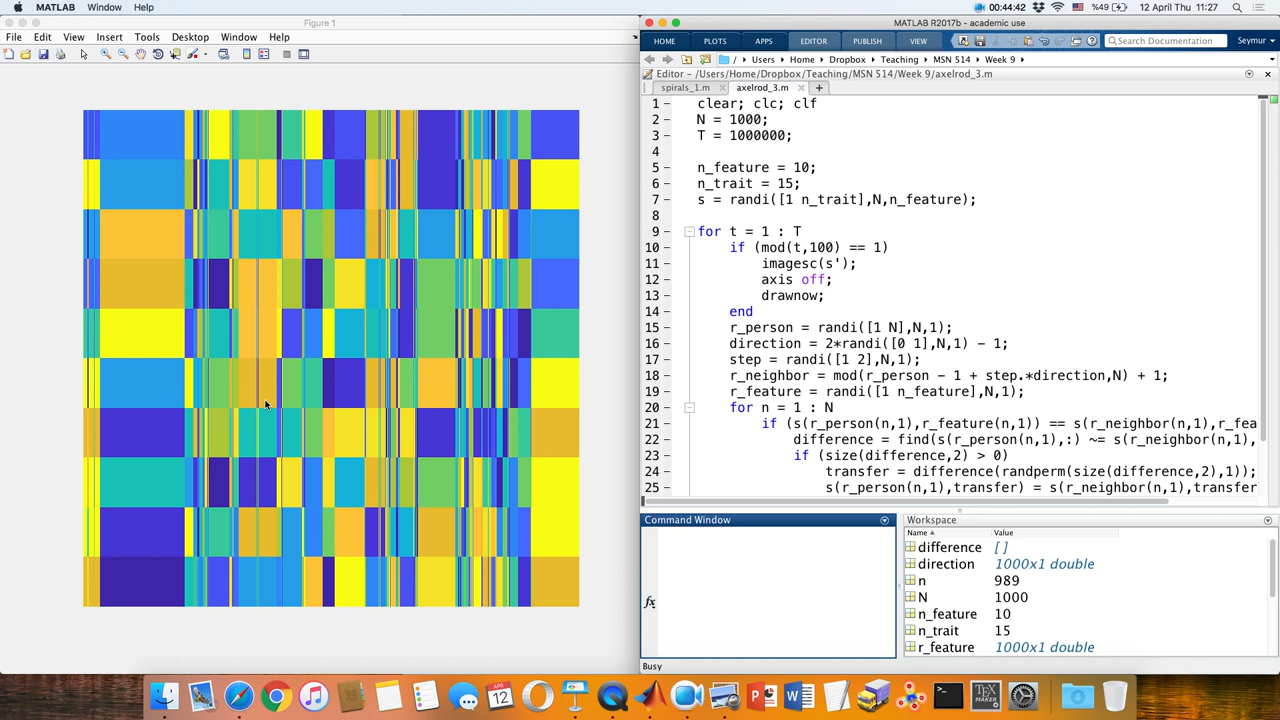 MATLAB Window Help
00:44:42 %49 12 April Thu 11:27
Figure 1
File Edit View Insert Tools Desktop Window Help
MATLAB R2017b - academic use
HOME PLOTS APPS EDITOR PUBLISH VIEW Search Documentation Seymur
/ Users Home Dropbox Teaching MSN 514 Week 9
Editor - /Users/Home/Dropbox/Teaching/MSN 514/Week 9/axelrod_3.m
spirals_1.m axelrod_3.m
1 clear; clc; clf
2 N = 1000;
3 T = 1000000;
4
5 n_feature = 10;
6 n_trait = 15;
7 s = randi([1 n_trait],N,n_feature);
8
9 for t = 1 : T
10 if (mod(t,100) == 1)
11 imagesc(s');
12 axis off;
13 drawnow;
14 end
15 r_person = randi([1 N],N,1);
16 direction = 2*randi([0 1],N,1) - 1;
17 step = randi([1 2],N,1);
18 r_neighbor = mod(r_person - 1 + step.*direction,N) + 1;
19 r_feature = randi([1 n_feature],N,1);
20 for n = 1 : N
21 if (s(r_person(n,1),r_feature(n,1)) == s(r_neighbor(n,1),r_fea
22 difference = find(s(r_person(n,1),:) ~= s(r_neighbor(n,1),
23 if (size(difference,2) > 0)
24 transfer = difference(randperm(size(difference,2),1));
25 s(r_person(n,1),transfer) = s(r_neighbor(n,1),transfer
Command Window
fx
Workspace
Name Value
difference []
direction 1000x1 double
n 989
N 1000
n_feature 10
n_trait 15
r_feature 1000x1 double
Busy